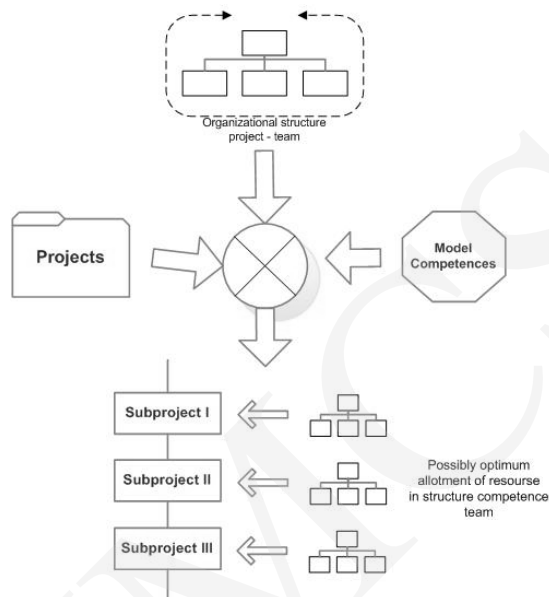 Organizational structure
project - team
Projects
Model
Competences
Subproject I
Subproject II
Possibly optimum
allotment of resourse
in structure competence
team
Subproject III